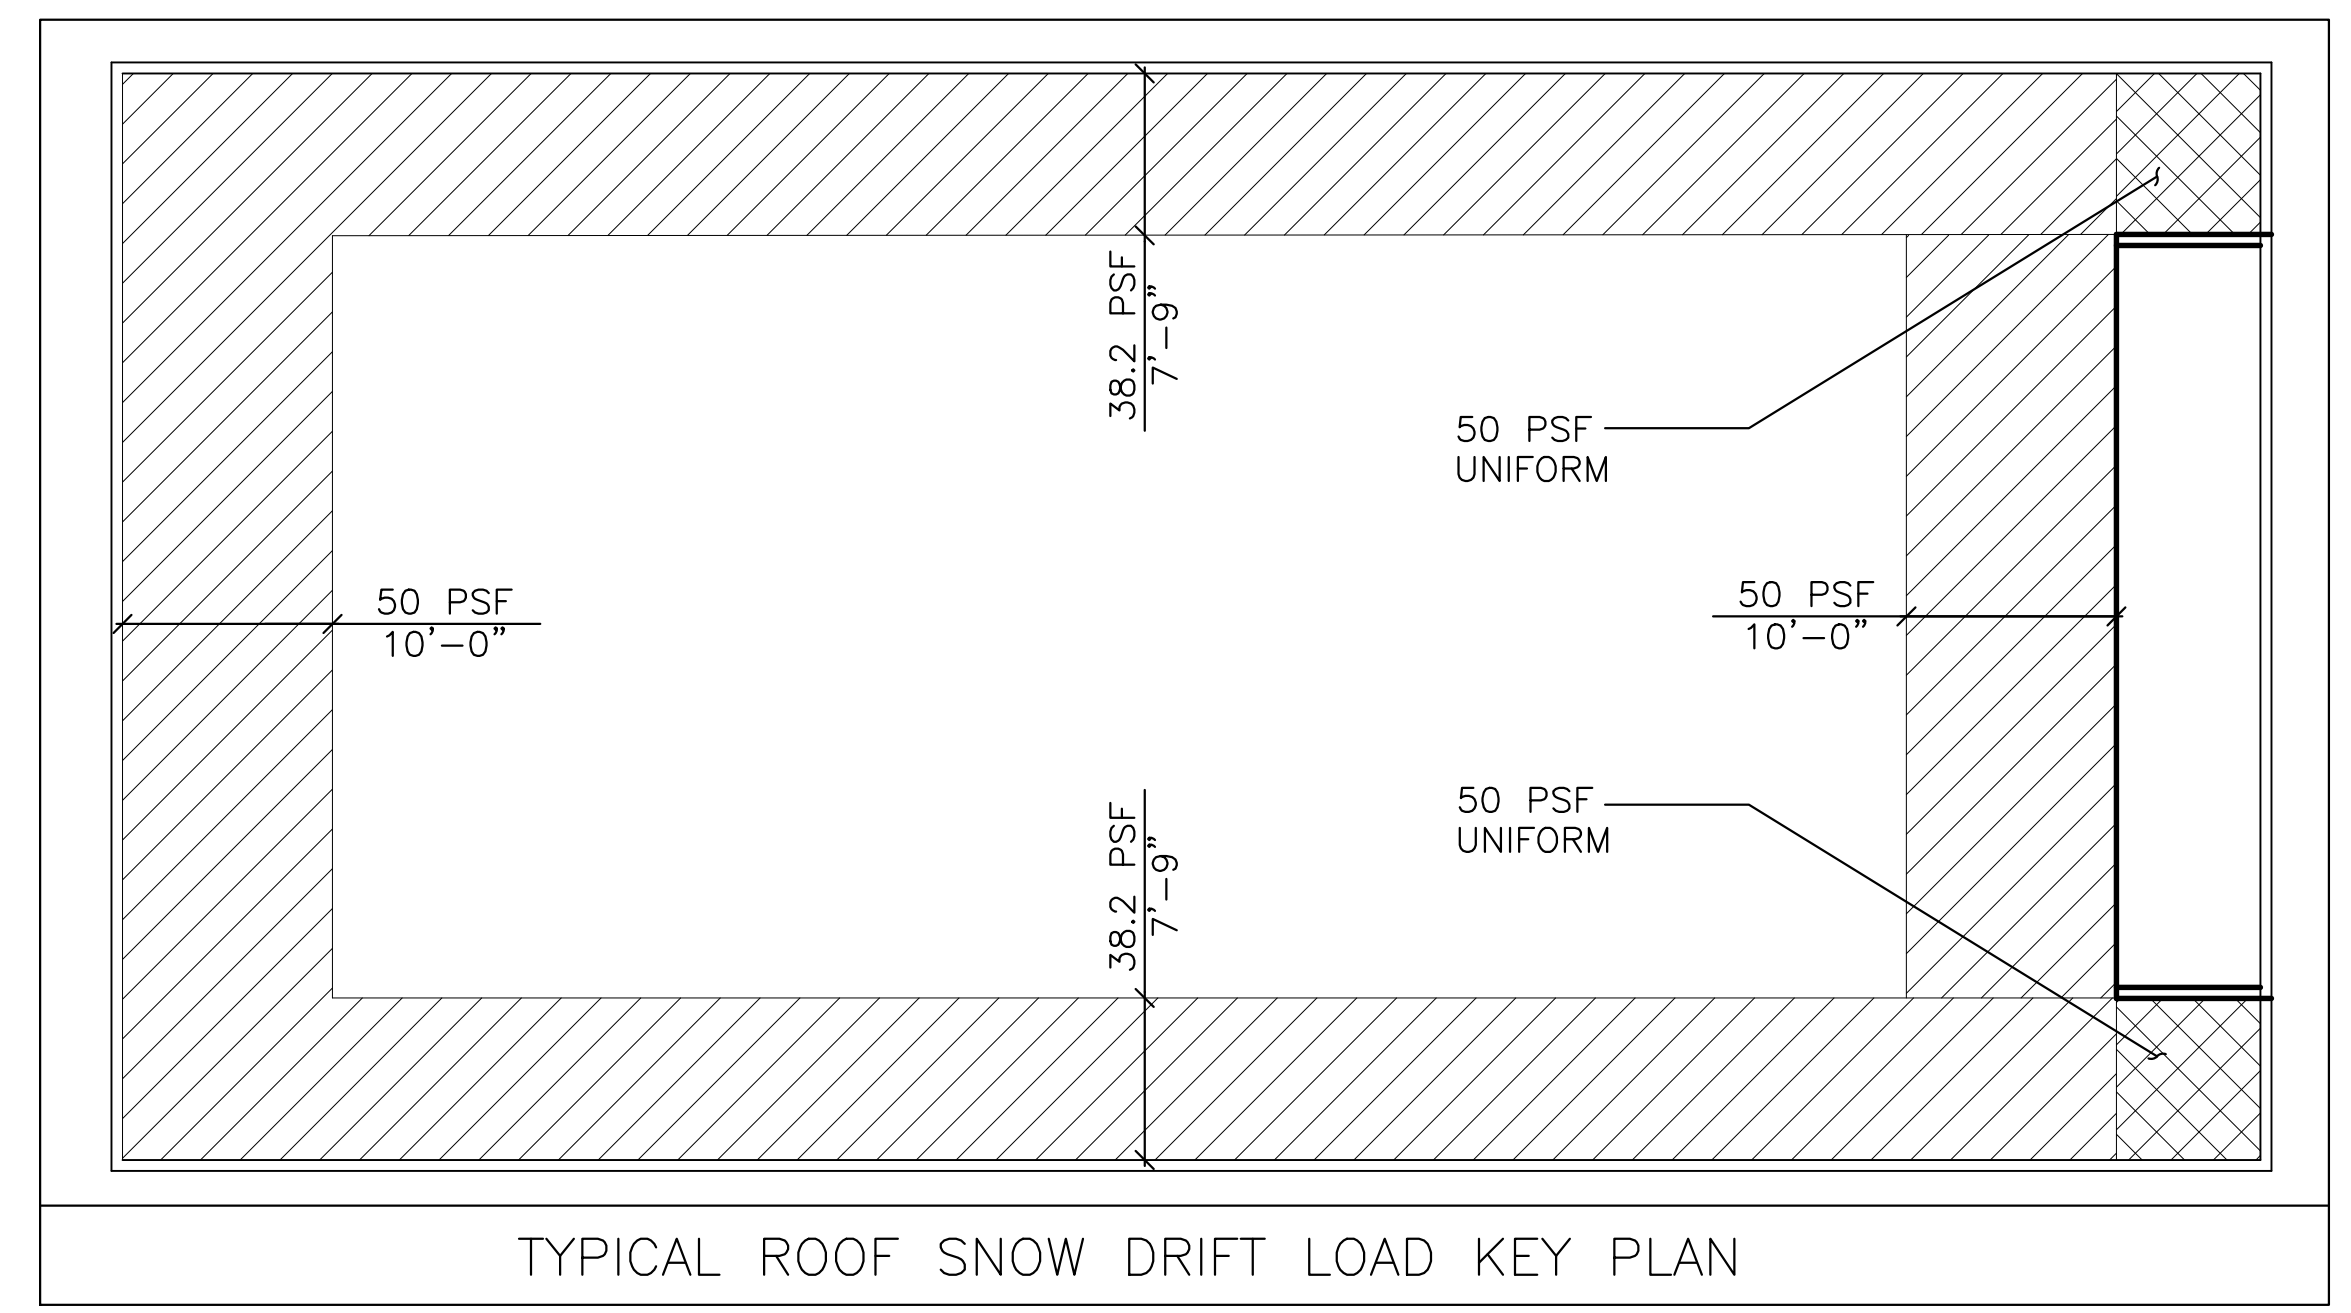 38.2 PSF
7'-9"
50 PSF
UNIFORM
50 PSF
10'-0"
50 PSF
10'-0"
38.2 PSF
7'-9"
50 PSF
UNIFORM
TYPICAL ROOF SNOW DRIFT LOAD KEY PLAN